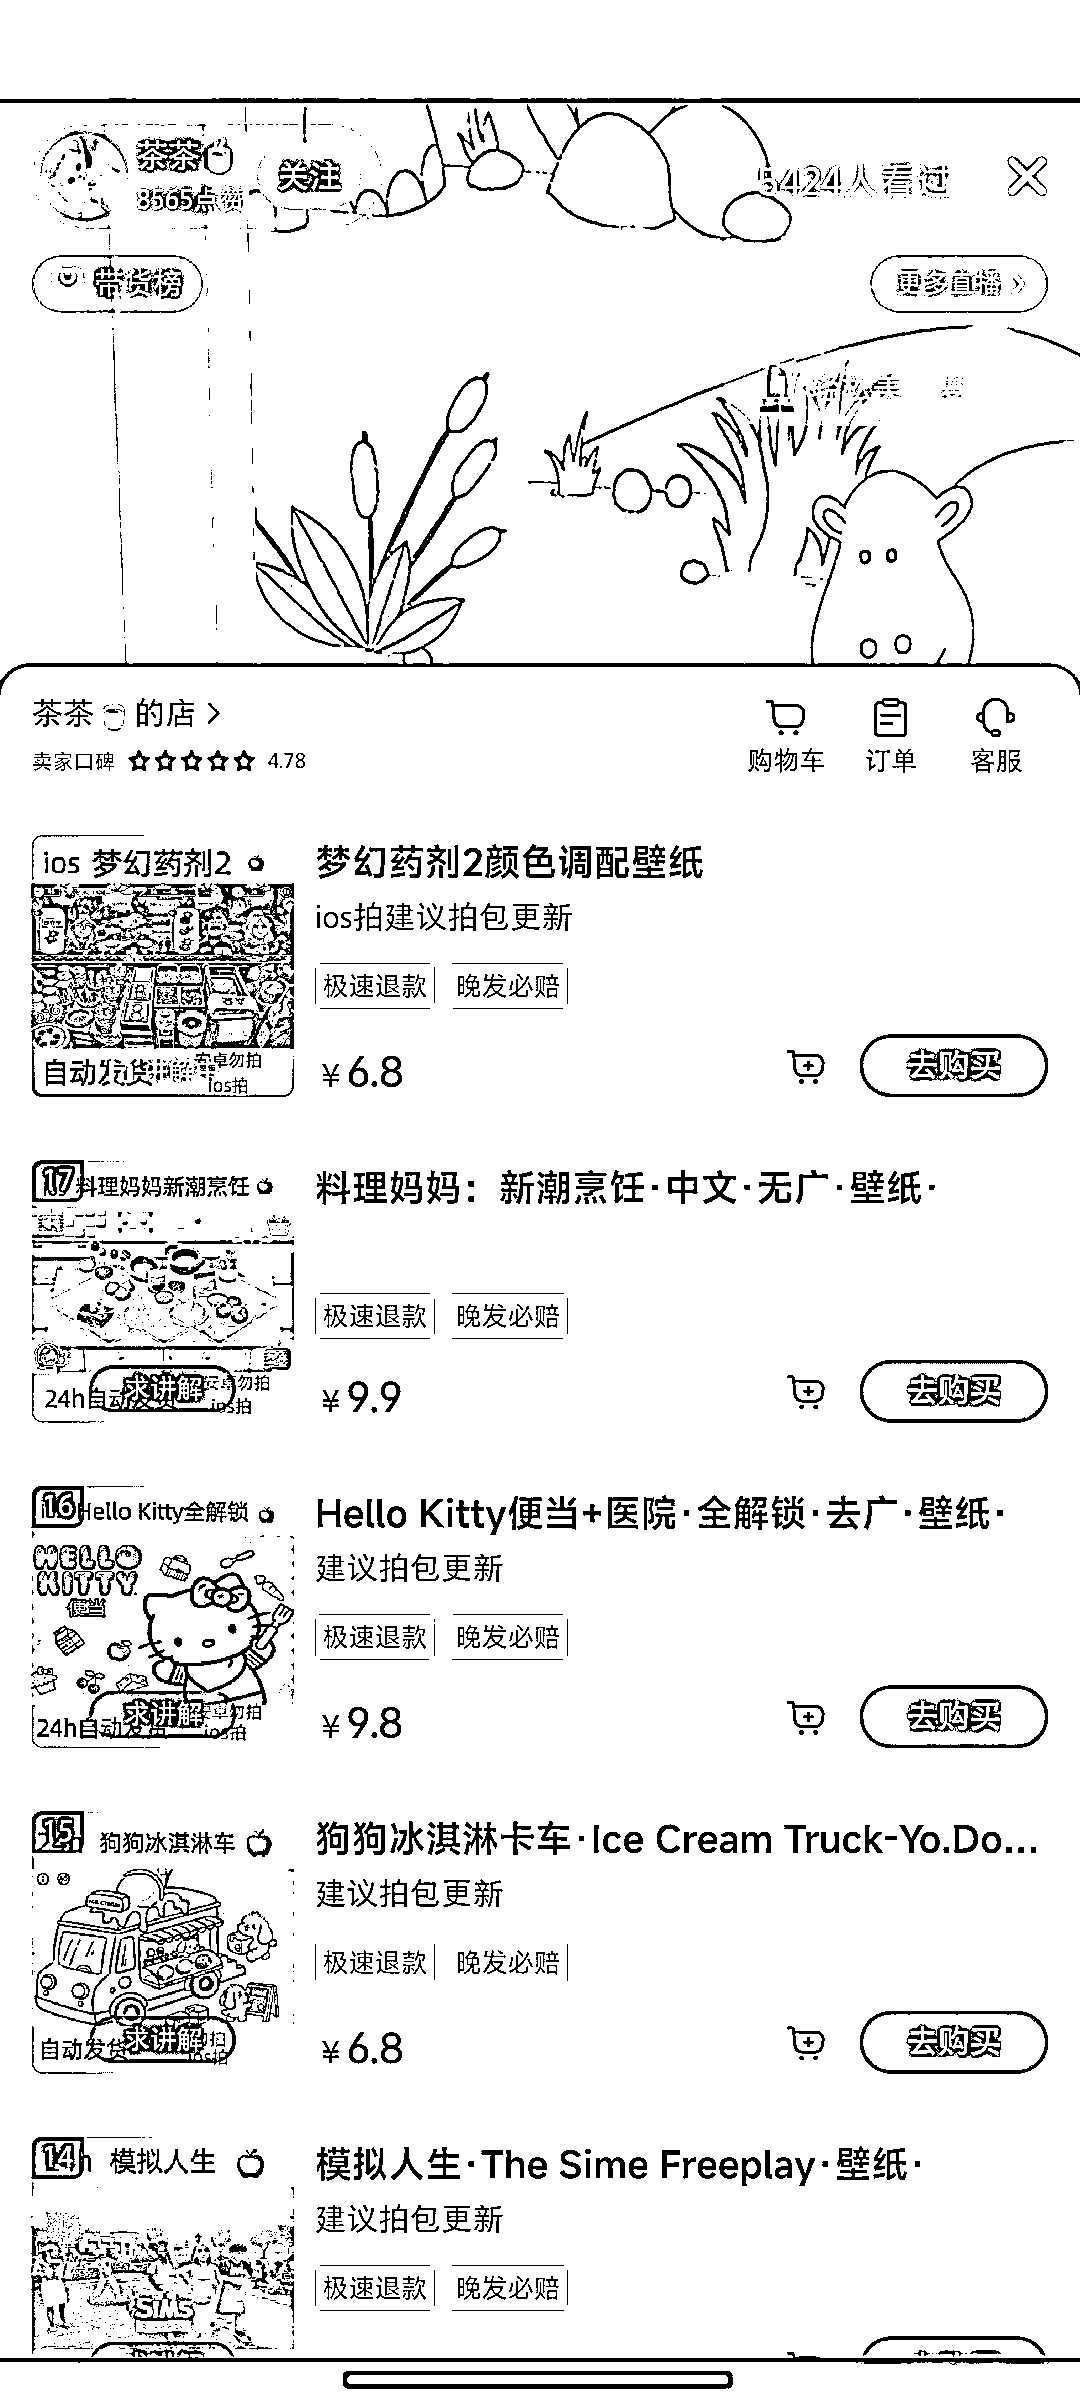 茶茶
关注
8565点赞
5424人看过
带货榜
更多直播 »
茶茶 的店 >
卖家口碑 4.78
购物车 订单 客服
ios 梦幻药剂2
自动发货
安卓勿拍
ios拍
梦幻药剂2颜色调配壁纸
ios拍建议拍包更新
极速退款 晚发必赔
¥6.8
去购买
17
料理妈妈新潮烹饪
24h自动发货
求讲解
安卓勿拍
ios拍
料理妈妈：新潮烹饪·中文·无广·壁纸·
极速退款 晚发必赔
¥9.9
去购买
16
Hello Kitty全解锁
HELLO
KITTY
便当
求讲解
24h自动发货
安卓勿拍
ios拍
Hello Kitty便当+医院·全解锁·去广·壁纸·
建议拍包更新
极速退款 晚发必赔
¥9.8
去购买
15
狗狗冰淇淋车
自动发货
求讲解
狗狗冰淇淋卡车·Ice Cream Truck-Yo.Do...
建议拍包更新
极速退款 晚发必赔
¥6.8
去购买
14
模拟人生
SIMS
模拟人生·The Sime Freeplay·壁纸·
建议拍包更新
极速退款 晚发必赔